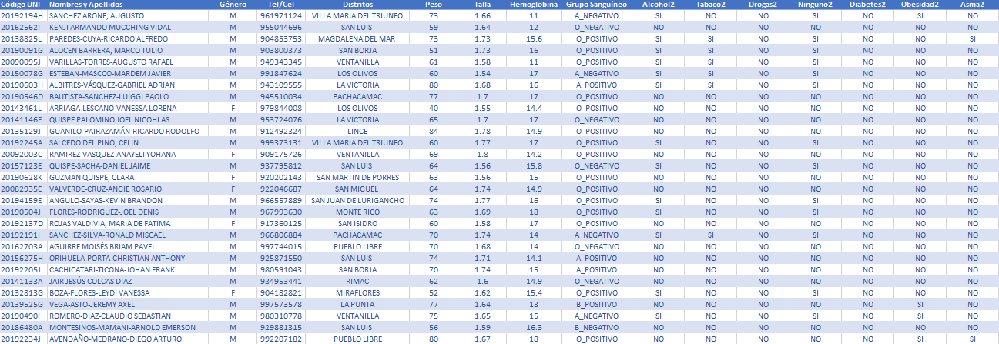 Código UNI Nombres y Apellidos Género Tel/Cel Distritos Peso Talla Hemoglobina Grupo Sanguíneo Alcohol2 Tabaco2 Drogas2 Ninguno2 Diabetes2 Obesidad2 Asma2
20192194H SANCHEZ ARONE, AUGUSTO M 961971124 VILLA MARIA DEL TRIUNFO 73 1.66 11 A_NEGATIVO SI NO NO SI NO SI NO
20162562I KENJI ARMANDO MUCCHING VIDAL M 955044696 SAN LUIS 59 1.64 12 O_NEGATIVO NO NO NO NO NO NO NO
20138825L PAREDES-CUYA-RICARDO ALFREDO M 904853753 MAGDALENA DEL MAR 73 1.73 15.6 O_POSITIVO SI SI NO SI NO NO SI
20190091G ALOCEN BARRERA, MARCO TULIO M 903800373 SAN BORJA 51 1.73 16 O_POSITIVO SI SI NO SI NO NO NO
20090095J VARILLAS-TORRES-AUGUSTO RAFAEL M 949343345 VENTANILLA 61 1.58 11 O_POSITIVO SI SI NO SI NO NO NO
20150078G ESTEBAN-MASCCO-MARDEM JAVIER M 991847624 LOS OLIVOS 60 1.54 17 A_NEGATIVO SI SI NO SI NO NO NO
20190603H ALBITRES-VÁSQUEZ-GABRIEL ADRIAN M 943109555 LA VICTORIA 80 1.68 16 A_POSITIVO SI SI NO SI NO NO NO
20190546D BAUTISTA-SANCHEZ-LUIGGI PAOLO M 945510034 PACHACAMAC 77 1.7 17 O_POSITIVO NO NO NO NO NO NO NO
20143461L ARRIAGA-LESCANO-VANESSA LORENA F 979844008 LOS OLIVOS 40 1.55 14.4 O_POSITIVO NO NO NO NO NO NO NO
20141146F QUISPE PALOMINO JOEL NICOHLAS M 953724076 LA VICTORIA 65 1.7 17 O_NEGATIVO NO NO NO NO NO NO NO
20135129J GUANILO-PAIRAZAMÁN-RICARDO RODOLFO M 912492324 LINCE 84 1.78 14.9 O_POSITIVO NO NO NO NO NO NO NO
20192245A SALCEDO DEL PINO, CELIN M 999373131 VILLA MARIA DEL TRIUNFO 60 1.77 17 O_POSITIVO SI NO NO SI NO NO NO
20092003C RAMIREZ-VASQUEZ-ANAYELI YOHANA F 909175726 VENTANILLA 69 1.8 14.2 O_POSITIVO NO NO NO NO NO NO NO
20157123E QUISPE-SACHA-DANIEL JAIME M 937795812 SAN LUIS 64 1.56 15.8 O_NEGATIVO SI NO NO SI NO NO NO
20190628K GUZMAN QUISPE, CLARA F 920202143 SAN MARTIN DE PORRES 63 1.56 15 O_POSITIVO NO NO NO NO NO NO NO
20082935E VALVERDE-CRUZ-ANGIE ROSARIO F 922046687 SAN MIGUEL 64 1.74 14.9 O_POSITIVO NO NO NO NO NO NO NO
20194159E ANGULO-SAYAS-KEVIN BRANDON M 966557889 SAN JUAN DE LURIGANCHO 74 1.77 16 O_POSITIVO SI NO NO SI NO NO NO
20190504J FLORES-RODRIGUEZ-JOEL DENIS M 967993630 MONTE RICO 63 1.69 18 O_POSITIVO SI NO NO SI NO NO NO
20192137D ROJAS VALDIVIA, MARIA DE FATIMA F 917360125 SAN ISIDRO 60 1.58 17 O_POSITIVO NO NO NO NO NO NO NO
20192191I SANCHEZ-SILVA-RONALD MISCAEL M 966806884 PACHACAMAC 70 1.74 14 A_NEGATIVO SI SI NO SI NO NO NO
20162703A AGUIRRE MOISÉS BRIAM PAVEL M 997744015 PUEBLO LIBRE 70 1.68 14 O_NEGATIVO NO NO NO NO NO NO NO
20156275H ORIHUELA-PORTA-CHRISTIAN ANTHONY M 925871550 SAN LUIS 74 1.71 14.1 A_POSITIVO NO NO NO NO NO NO NO
20192205J CACHICATARI-TICONA-JOHAN FRANK M 980591043 SAN BORJA 70 1.74 15 A_POSITIVO NO NO NO NO NO NO NO
20141133A JAIR JESÚS COLCAS DIAZ M 934953441 RIMAC 62 1.6 14.9 O_NEGATIVO NO NO NO NO NO NO NO
20132813G BOZA-FLORES-LEYDI VANESSA F 904182821 MIRAFLORES 52 1.62 15.4 O_POSITIVO SI NO NO SI NO NO NO
20139525G VEGA-ASTO-JEREMY AXEL M 997573578 LA PUNTA 77 1.64 13 B_POSITIVO NO NO NO NO NO SI NO
20190490I ROMERO-DIAZ-CLAUDIO SEBASTIAN M 980310778 VENTANILLA 75 1.65 15 A_NEGATIVO SI NO NO SI NO NO NO
20186480A MONTESINOS-MAMANI-ARNOLD EMERSON M 929881315 SAN LUIS 56 1.59 16.3 B_NEGATIVO NO NO NO NO NO NO NO
20192234J AVENDAÑO-MEDRANO-DIEGO ARTURO M 992207182 PUEBLO LIBRE 80 1.67 18 O_POSITIVO NO NO NO NO NO SI SI